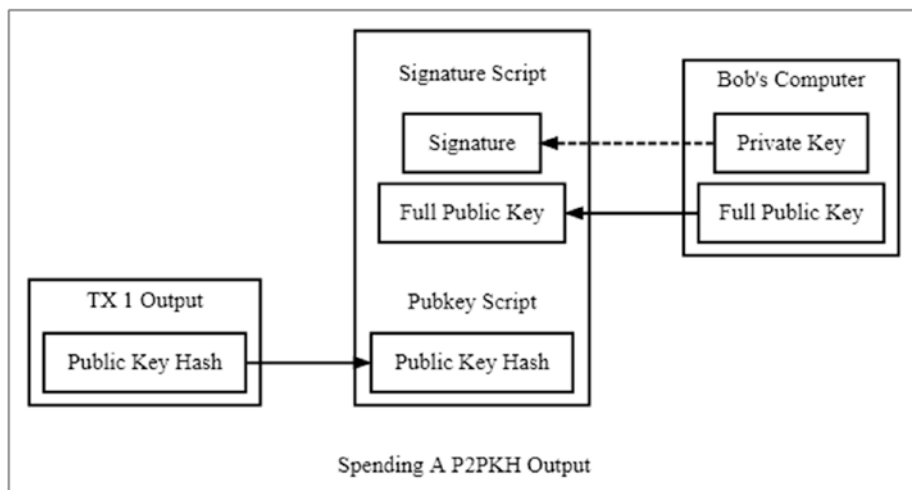 Signature Script
Bob's Computer
Signature
Private Key
Full Public Key
Full Public Key
TX 1 Output
Pubkey Script
Public Key Hash
Public Key Hash
Spending A P2PKH Output